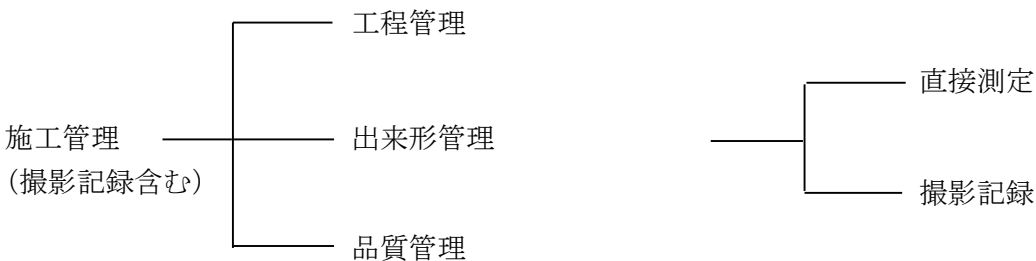 工程管理
直接測定
施工管理
(撮影記録含む)
出来形管理
撮影記録
品質管理